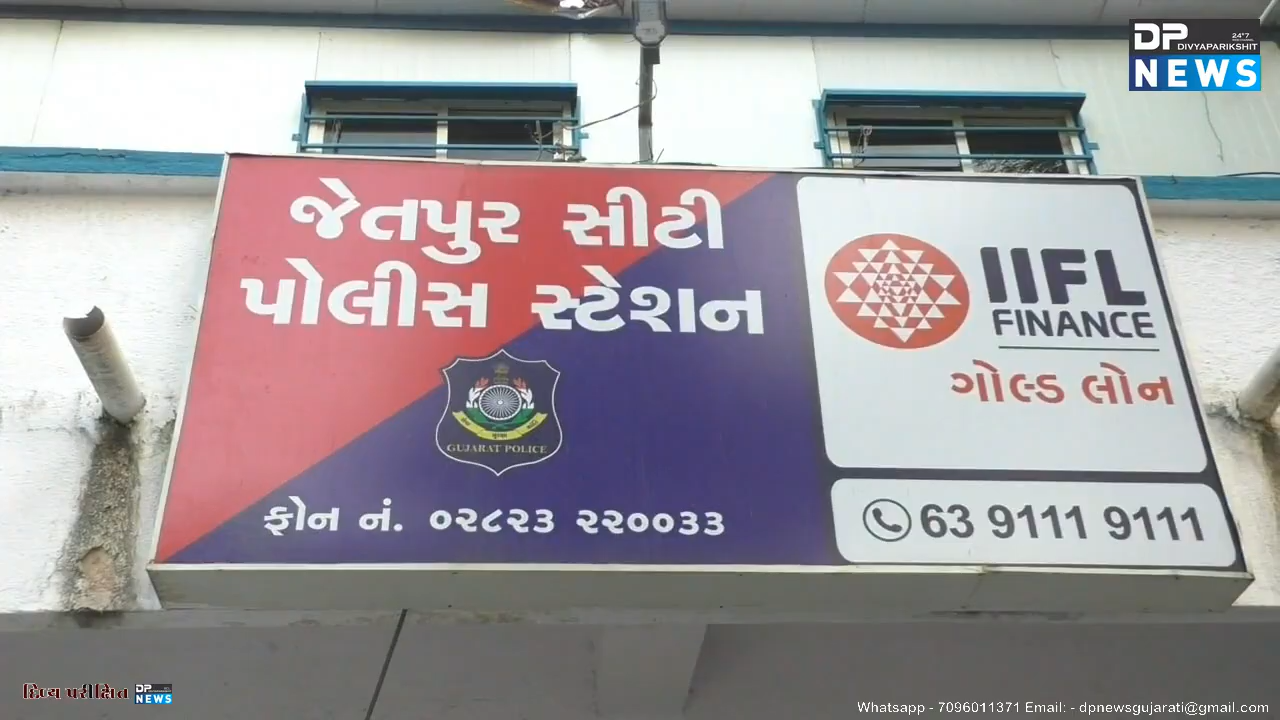 DP 24*7
DIVYAPARIKSHIT
NEWS
જેતપુર સીટી
પોલીસ સ્ટેશન
GUJARAT POLICE
ફોન નં. ૦૨૮૨૩ ૨૨૦૦૩૩
IIFL
FINANCE
ગોલ્ડ લોન
63 9111 9111
દિવ્ય પરીક્ષિત DP
NEWS
Whatsapp - 7096011371 Email: - dpnewsgujarati@gmail.com